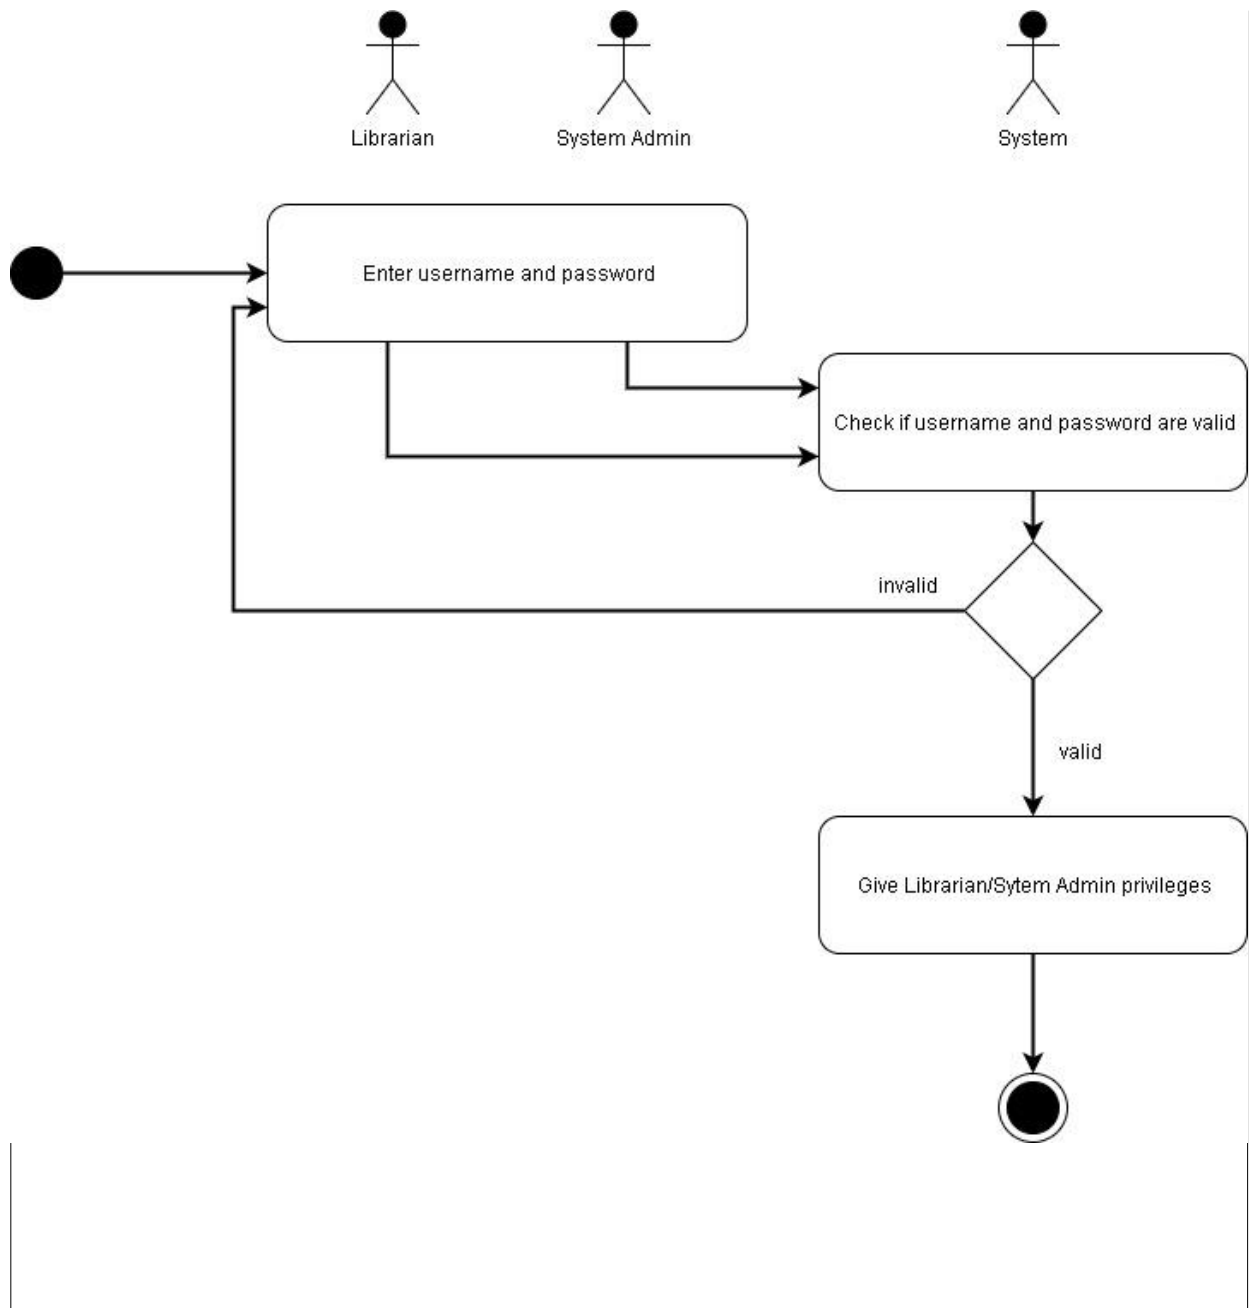 Librarian
System Admin
System
Enter username and password
Check if username and password are valid
invalid
valid
Give Librarian/Sytem Admin privileges